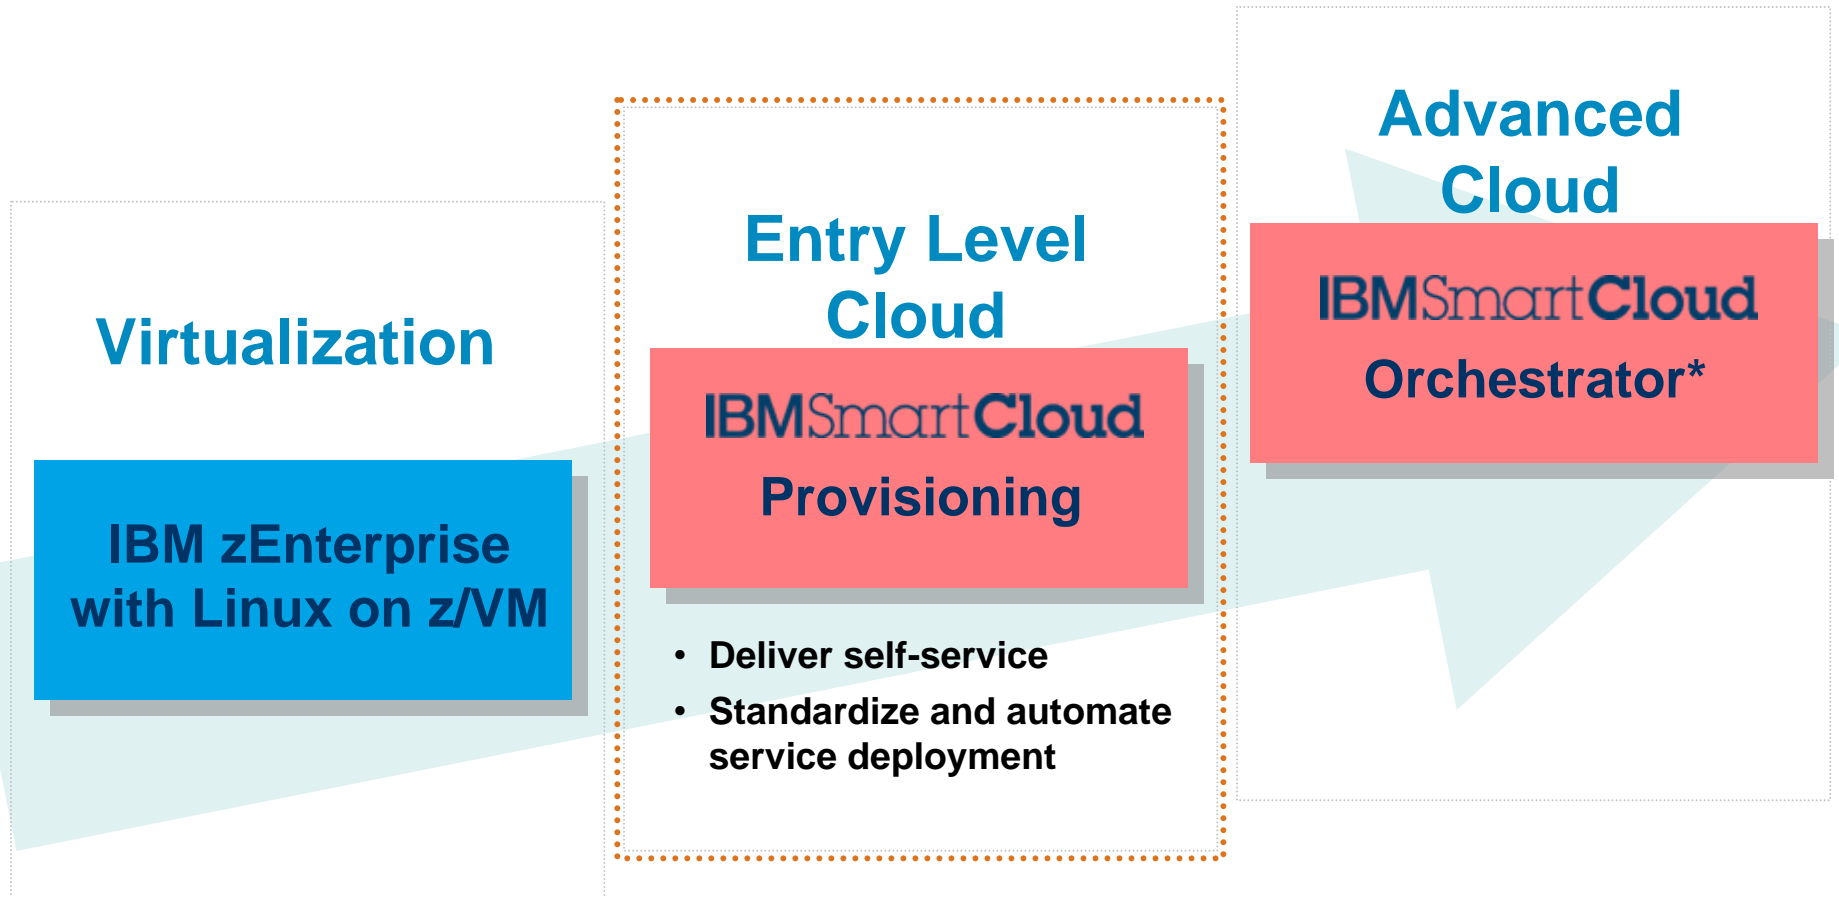 Virtualization
IBM zEnterprise
with Linux on z/VM
Entry Level
Cloud
IBMSmartCloud
Provisioning
• Deliver self-service
• Standardize and automate
service deployment
Advanced
Cloud
IBMSmartCloud
Orchestrator*